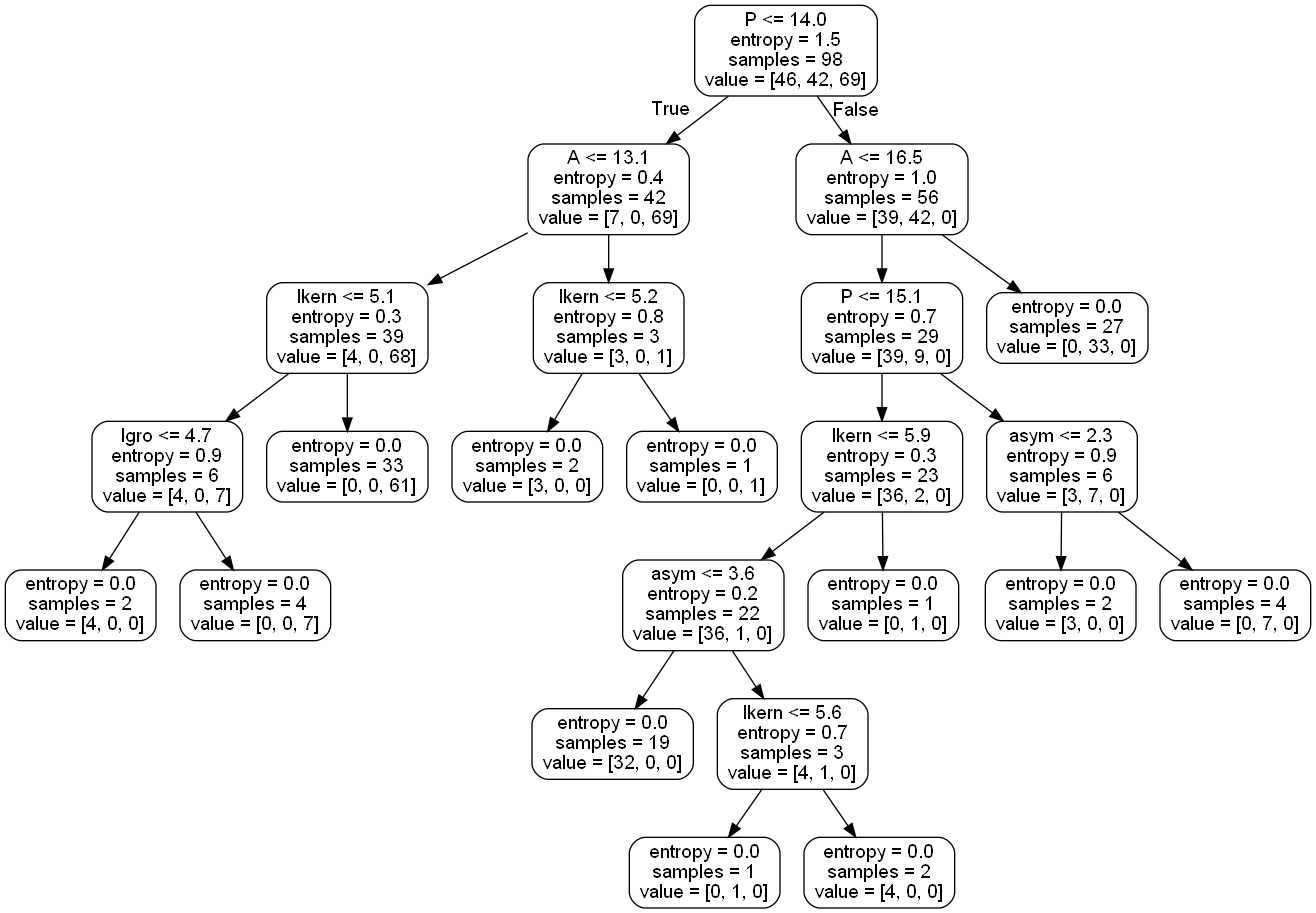 P <= 14.0
entropy = 1.5
samples = 98
value = [46, 42, 69]
True
False
A <= 13.1
entropy = 0.4
samples = 42
value = [7, 0, 69]
A <= 16.5
entropy = 1.0
samples = 56
value = [39, 42, 0]
lkern <= 5.1
entropy = 0.3
samples = 39
value = [4, 0, 68]
lkern <= 5.2
entropy = 0.8
samples = 3
value = [3, 0, 1]
P <= 15.1
entropy = 0.7
samples = 29
value = [39, 9, 0]
entropy = 0.0
samples = 27
value = [0, 33, 0]
lgro <= 4.7
entropy = 0.9
samples = 6
value = [4, 0, 7]
entropy = 0.0
samples = 33
value = [0, 0, 61]
entropy = 0.0
samples = 2
value = [3, 0, 0]
entropy = 0.0
samples = 1
value = [0, 0, 1]
lkern <= 5.9
entropy = 0.3
samples = 23
value = [36, 2, 0]
asym <= 2.3
entropy = 0.9
samples = 6
value = [3, 7, 0]
entropy = 0.0
samples = 2
value = [4, 0, 0]
entropy = 0.0
samples = 4
value = [0, 0, 7]
asym <= 3.6
entropy = 0.2
samples = 22
value = [36, 1, 0]
entropy = 0.0
samples = 1
value = [0, 1, 0]
entropy = 0.0
samples = 2
value = [3, 0, 0]
entropy = 0.0
samples = 4
value = [0, 7, 0]
entropy = 0.0
samples = 19
value = [32, 0, 0]
lkern <= 5.6
entropy = 0.7
samples = 3
value = [4, 1, 0]
entropy = 0.0
samples = 1
value = [0, 1, 0]
entropy = 0.0
samples = 2
value = [4, 0, 0]